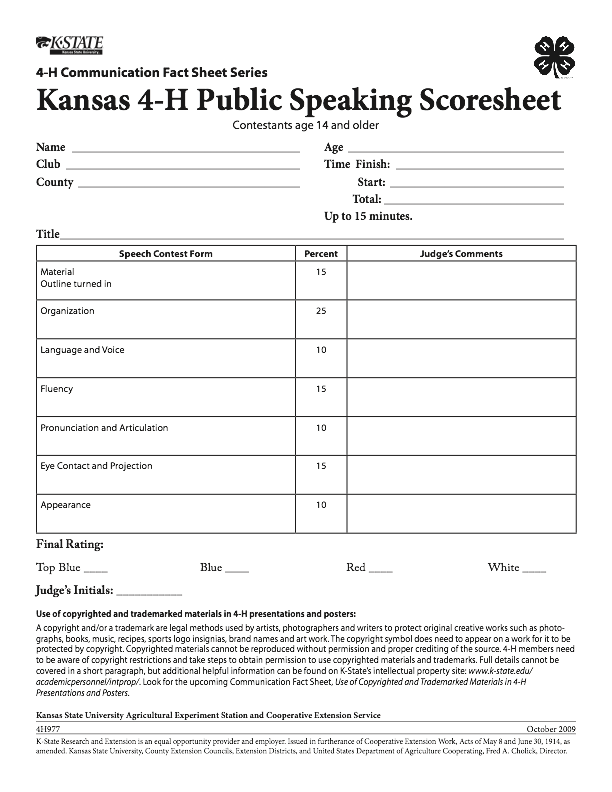 K-STATE
Kansas State University
H H H H
4-H Communication Fact Sheet Series
Kansas 4-H Public Speaking Scoresheet
Contestants age 14 and older
Name ____ Age ____
Club ____ Time Finish: ____
County ____ Start: ____
Total: ____
Up to 15 minutes.
Title____
Speech Contest Form Percent Judge's Comments
Material 15
Outline turned in
Organization 25
Language and Voice 10
Fluency 15
Pronunciation and Articulation 10
Eye Contact and Projection 15
Appearance 10
Final Rating:
Top Blue ____ Blue ____ Red ____ White ____
Judge's Initials: ___________
Use of copyrighted and trademarked materials in 4-H presentations and posters:
A copyright and/or a trademark are legal methods used by artists, photographers and writers to protect original creative works such as photo-
graphs, books, music, recipes, sports logo insignias, brand names and art work. The copyright symbol does need to appear on a work for it to be
protected by copyright. Copyrighted materials cannot be reproduced without permission and proper crediting of the source. 4-H members need
to be aware of copyright restrictions and take steps to obtain permission to use copyrighted materials and trademarks. Full details cannot be
covered in a short paragraph, but additional helpful information can be found on K-State's intellectual property site: www.k-state.edu/
academicpersonnel/intprop/. Look for the upcoming Communication Fact Sheet, Use of Copyrighted and Trademarked Materials in 4-H
Presentations and Posters.
Kansas State University Agricultural Experiment Station and Cooperative Extension Service
4H977 October 2009
K-State Research and Extension is an equal opportunity provider and employer. Issued in furtherance of Cooperative Extension Work, Acts of May 8 and June 30, 1914, as
amended. Kansas State University, County Extension Councils, Extension Districts, and United States Department of Agriculture Cooperating, Fred A. Cholick, Director.